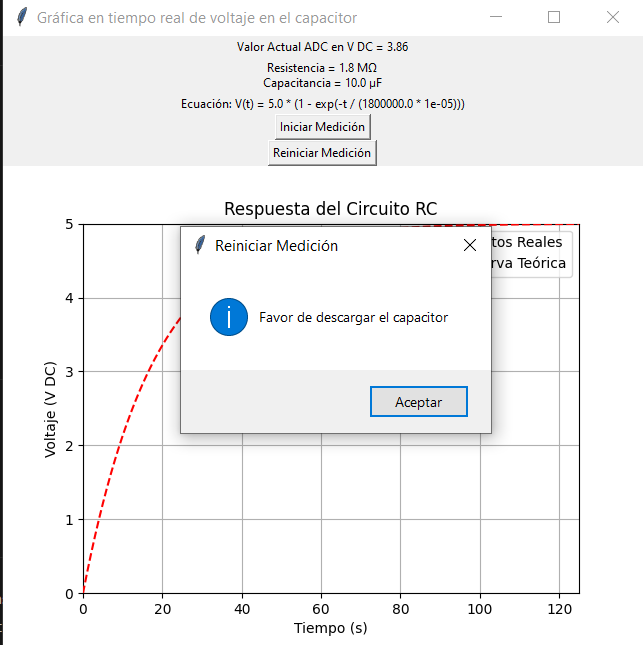 Gráfica en tiempo real de voltaje en el capacitor
Valor Actual ADC en V DC = 3.86
Resistencia = 1.8 MΩ
Capacitancia = 10.0 µF
Ecuación: V(t) = 5.0 * (1 - exp(-t / (1800000.0 * 1e-05)))
Iniciar Medición
Reiniciar Medición
Respuesta del Circuito RC
Reiniciar Medición
Favor de descargar el capacitor
Aceptar
Reales
Teórica
Voltaje (V DC)
5
4
3
2
1
0
0 20 40 60 80 100 120
Tiempo (s)